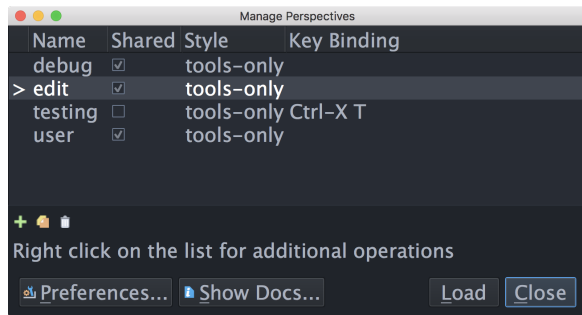 Manage Perspectives
Name Shared Style Key Binding
debug tools-only
> edit tools-only
testing tools-only Ctrl-X T
user tools-only
Right click on the list for additional operations
Preferences... Show Docs... Load Close